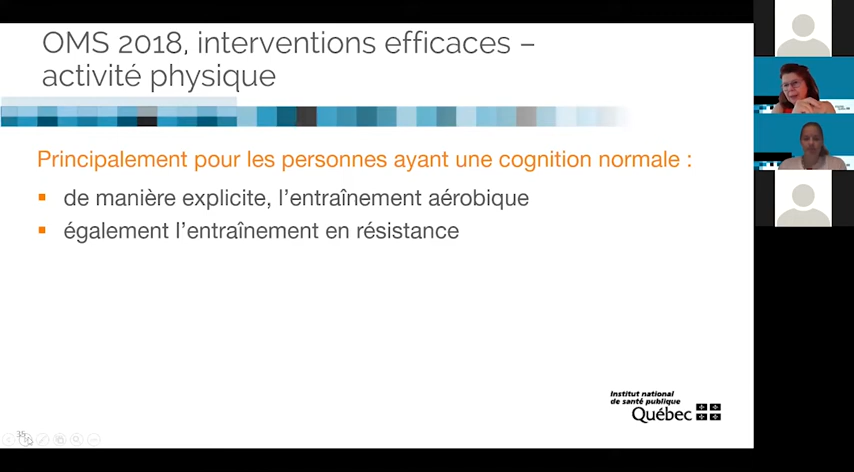 OMS 2018, interventions efficaces –
activité physique
Principalement pour les personnes ayant une cognition normale :
de manière explicite, l'entraînement aérobique
également l'entraînement en résistance
Institut national
de santé publique
Québec
35